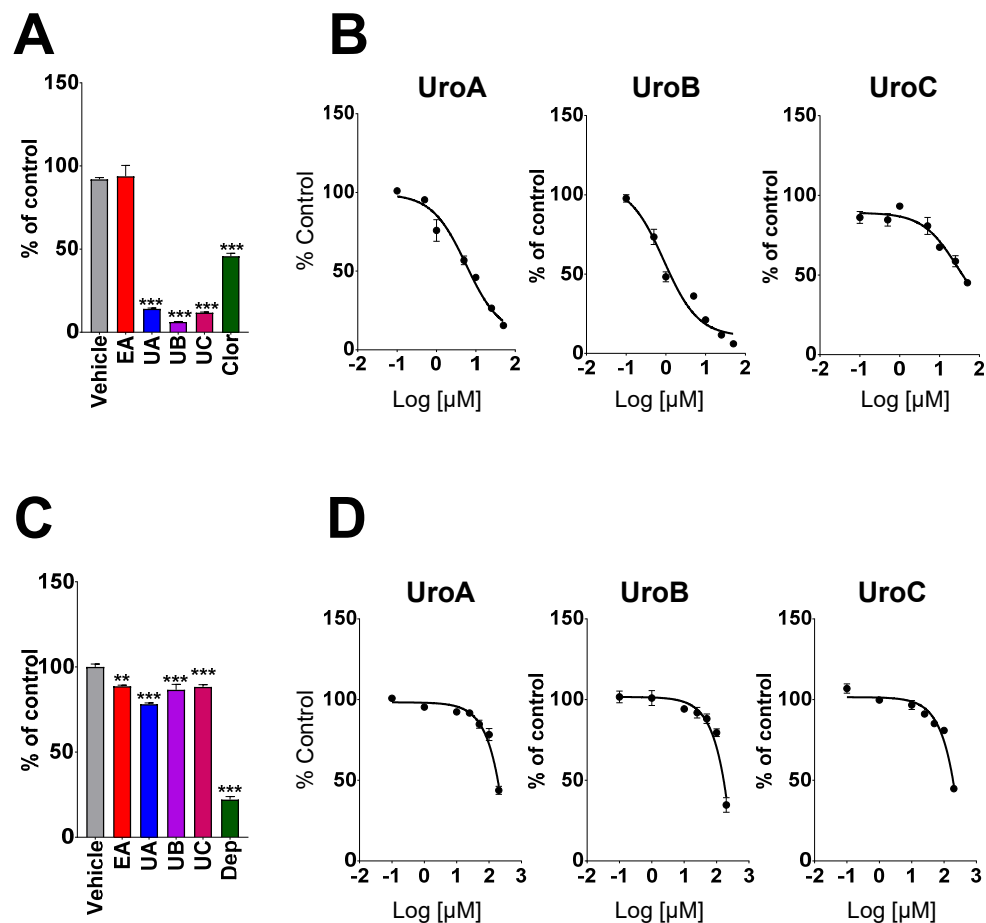 A
B
150
100
50
0
% of control
***
***
***
***
Vehicle
EA
UA
UB
UC
Clor
UroA
150
100
50
0
% Control
-2 -1 0 1 2
Log [µM]
UroB
150
100
50
0
% of control
-2 -1 0 1 2
Log [µM]
UroC
150
100
50
0
% of control
-2 -1 0 1 2
Log [µM]
C
D
150
100
50
0
% of control
**
***
***
***
***
Vehicle
EA
UA
UB
UC
Dep
UroA
150
100
50
0
% Control
-2 -1 0 1 2 3
Log [µM]
UroB
150
100
50
0
% of control
-2 -1 0 1 2 3
Log [µM]
UroC
150
100
50
0
% of control
-2 -1 0 1 2 3
Log [µM]